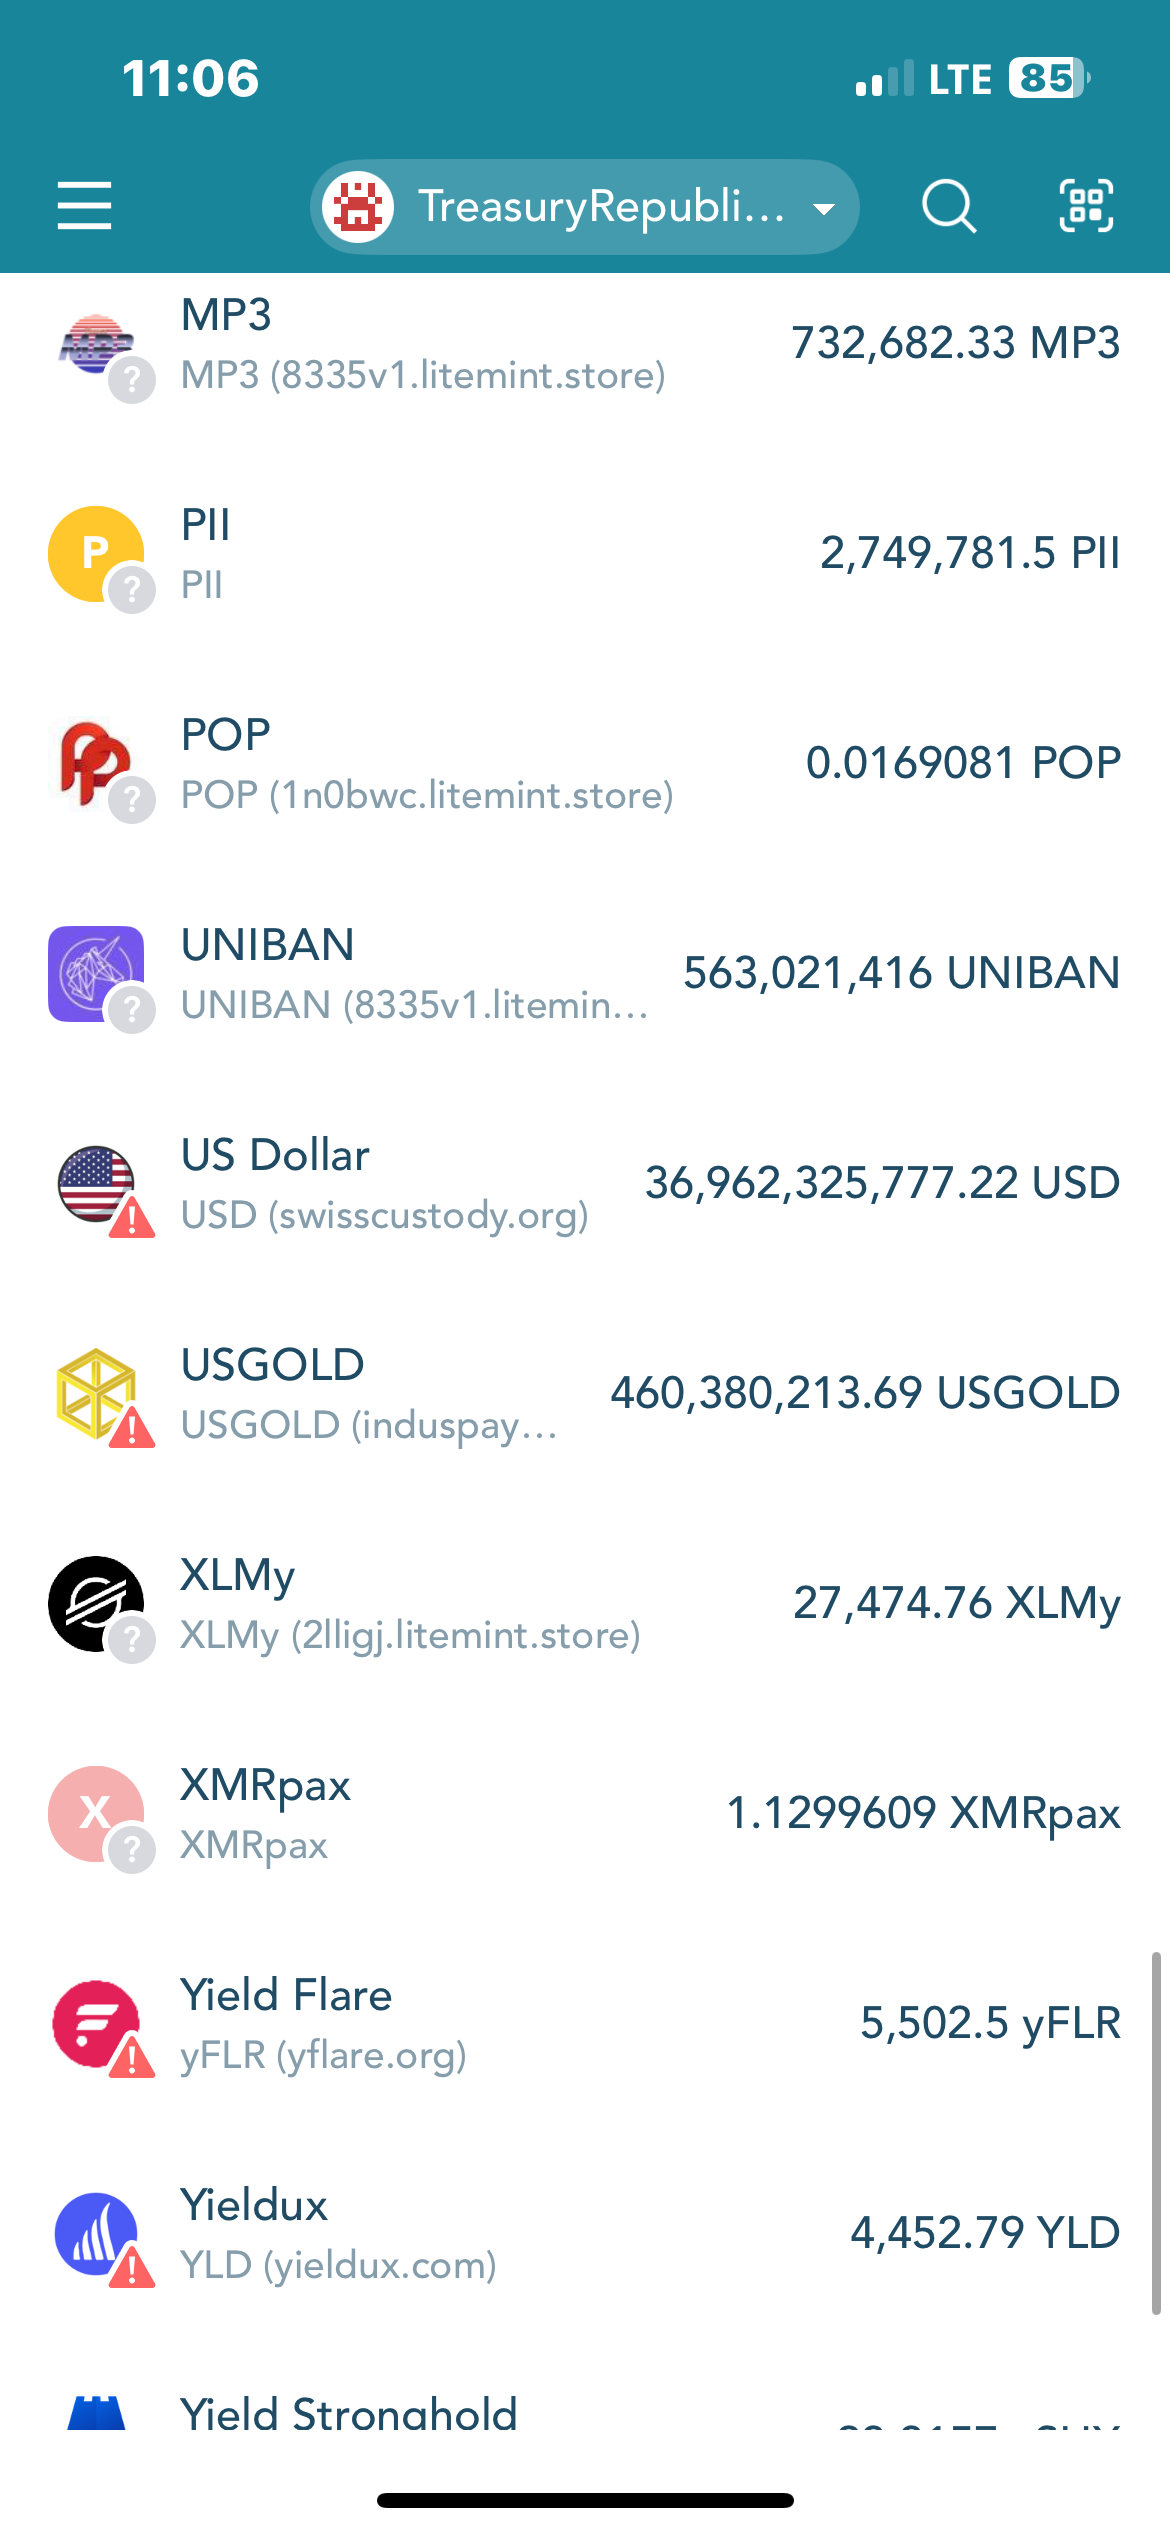 11:06
LTE 85
TreasuryRepubli...
MP3
MP3 (8335v1.litemint.store)
732,682.33 MP3
P
PII
PII
2,749,781.5 PII
POP
POP (1n0bwc.litemint.store)
0.0169081 POP
UNIBAN
UNIBAN (8335v1.litemin...
563,021,416 UNIBAN
US Dollar
USD (swisscustody.org)
36,962,325,777.22 USD
USGOLD
USGOLD (induspay...
460,380,213.69 USGOLD
XLMy
XLMy (2lligj.litemint.store)
27,474.76 XLMy
X
XMRpax
XMRpax
1.1299609 XMRpax
Yield Flare
yFLR (yflare.org)
5,502.5 yFLR
Yieldux
YLD (yieldux.com)
4,452.79 YLD
Yield Stronghold